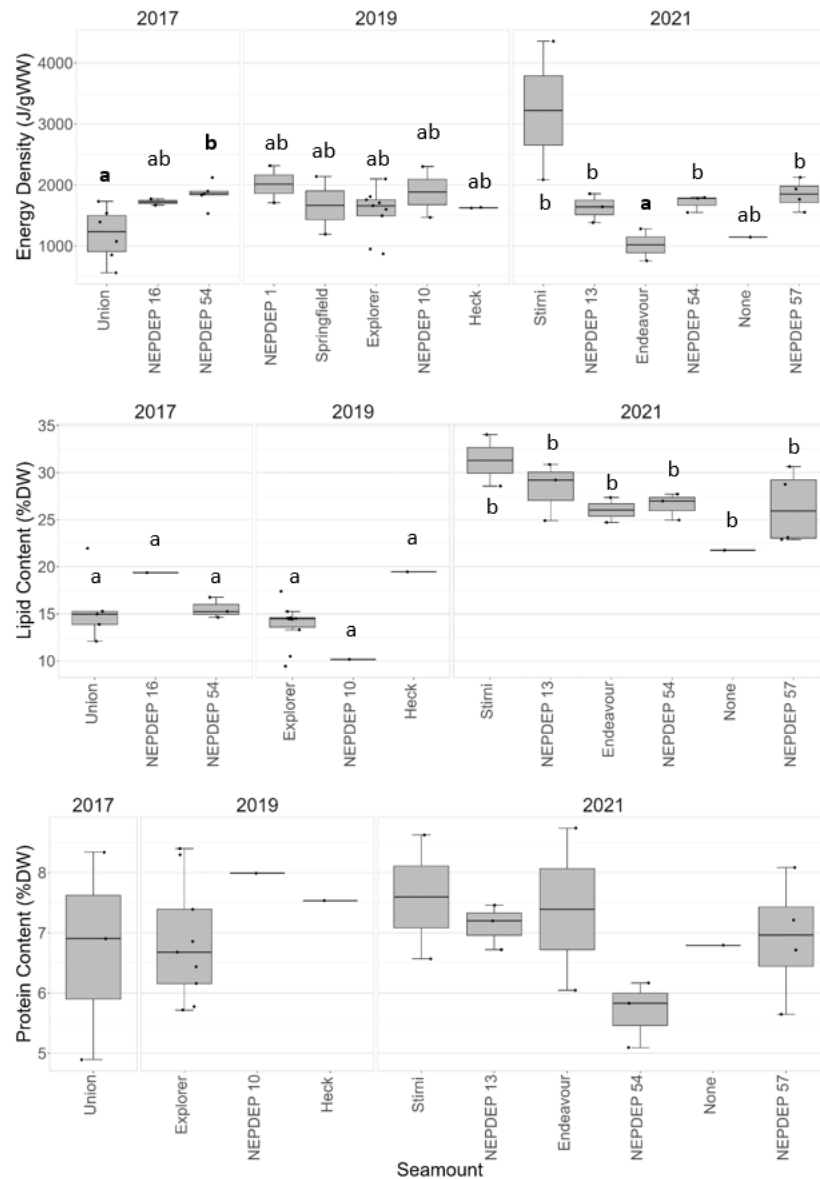 2017 2019 2021
Energy Density (J/gWW)
4000
3000
2000
1000
a ab b ab ab ab ab ab b b a b ab b
Union NEPDEP 16 NEPDEP 54 NEPDEP 1 Springfield Explorer NEPDEP 10 Heck Stirni NEPDEP 13 Endeavour NEPDEP 54 None NEPDEP 57
2017 2019 2021
Lipid Content (%DW)
35
30
25
20
15
10
a a a a a a b b b b b b
Union NEPDEP 16 NEPDEP 54 Explorer NEPDEP 10 Heck Stirni NEPDEP 13 Endeavour NEPDEP 54 None NEPDEP 57
2017 2019 2021
Protein Content (%DW)
8
7
6
5
Union Explorer NEPDEP 10 Heck Stirni NEPDEP 13 Endeavour NEPDEP 54 None NEPDEP 57
Seamount